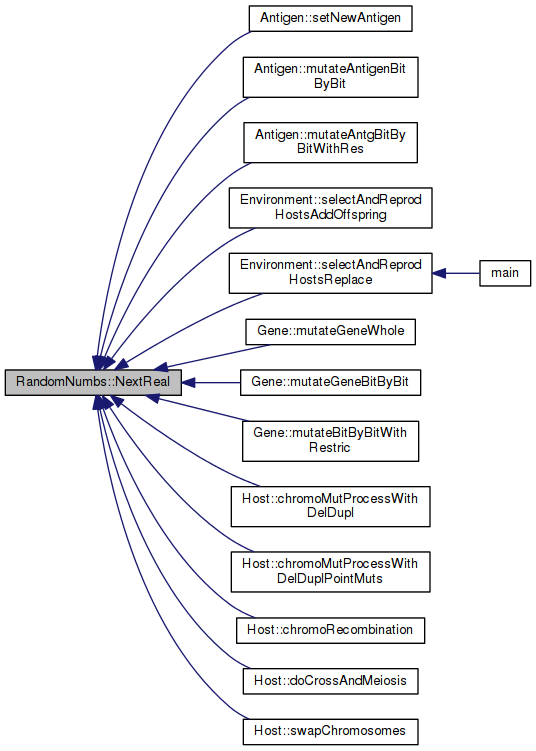 Antigen::setNewAntigen
Antigen::mutateAntigenBit
ByBit
Antigen::mutateAntgBitBy
BitWithRes
Environment::selectAndReprod
HostsAddOffspring
Environment::selectAndReprod
HostsReplace
main
Gene::mutateGeneWhole
RandomNumbs::NextReal
Gene::mutateGeneBitByBit
Gene::mutateBitByBitWith
Restric
Host::chromoMutProcessWith
DelDupl
Host::chromoMutProcessWith
DelDuplPointMuts
Host::chromoRecombination
Host::doCrossAndMeiosis
Host::swapChromosomes